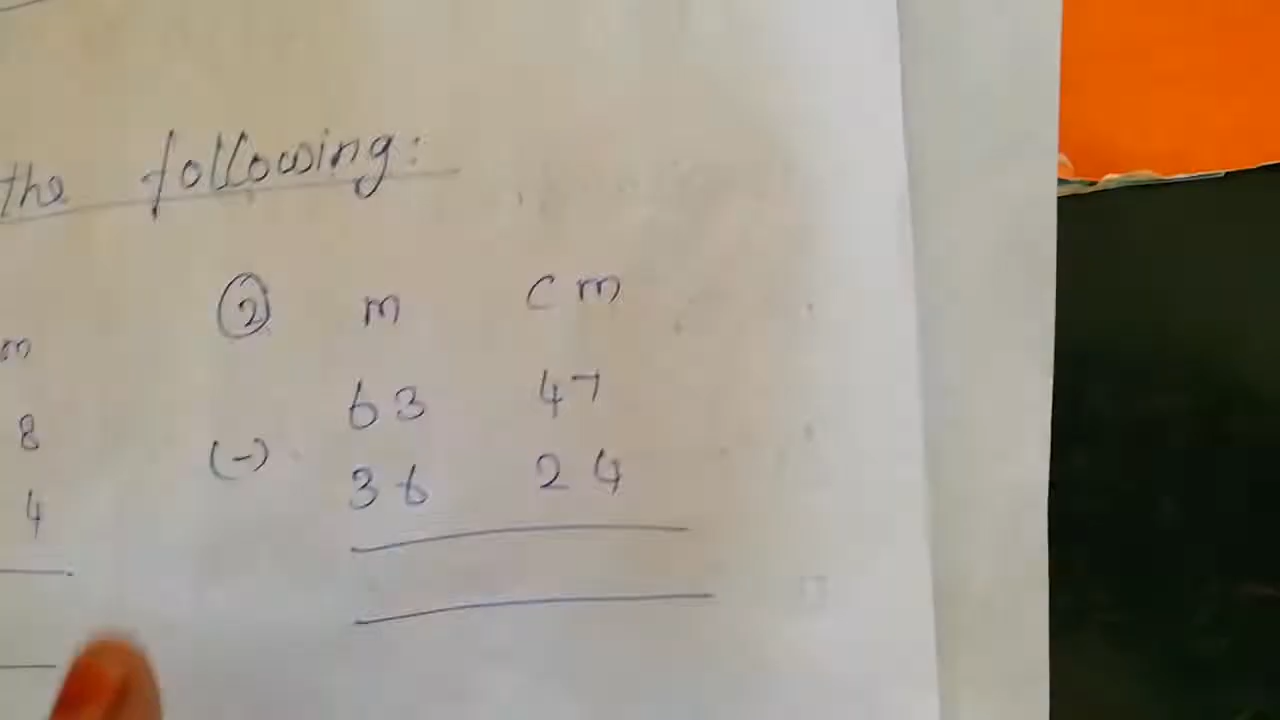 the following:
② m cm
m
63 47
8
(-)
36 24
4